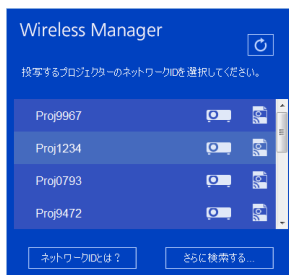 Wireless Manager
投写するプロジェクターのネットワークIDを選択してください。
Proj9967
Proj1234
Proj0793
Proj9472
ネットワークIDとは？
さらに検索する...